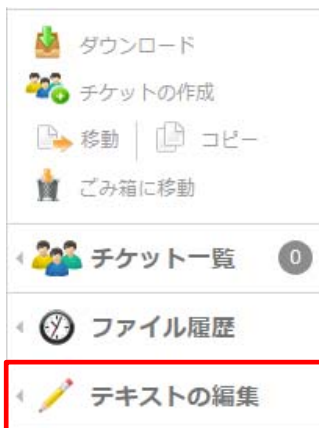 ダウンロード
チケットの作成
移動 コピー
ごみ箱に移動
チケット一覧 0
ファイル履歴
テキストの編集